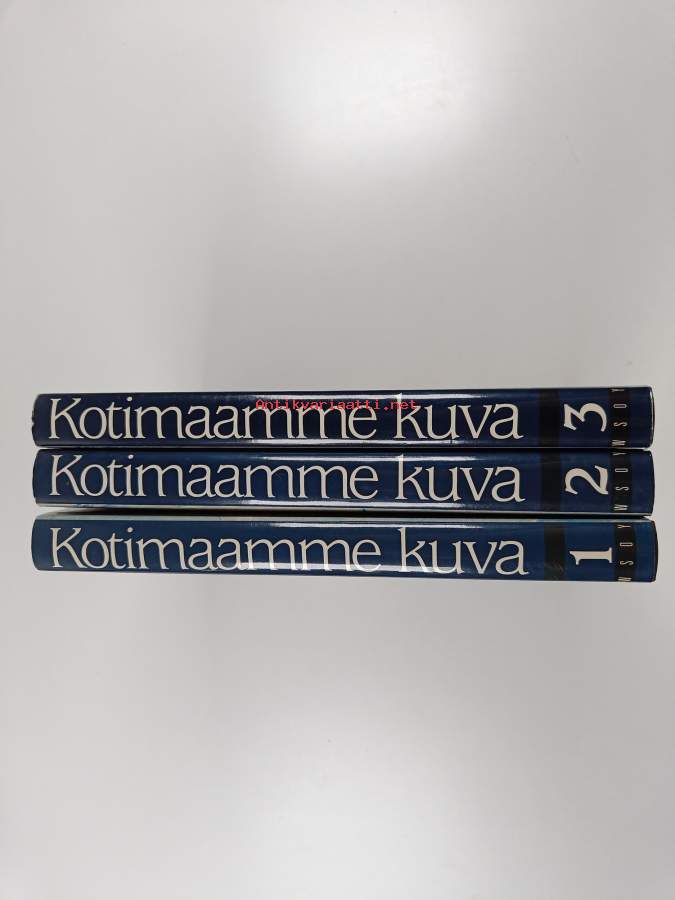 Kotimaamme kuva 3 WSOY
Antikvariaatti.net
Kotimaamme kuva 2 WSOY
Kotimaamme kuva 1 WSOY